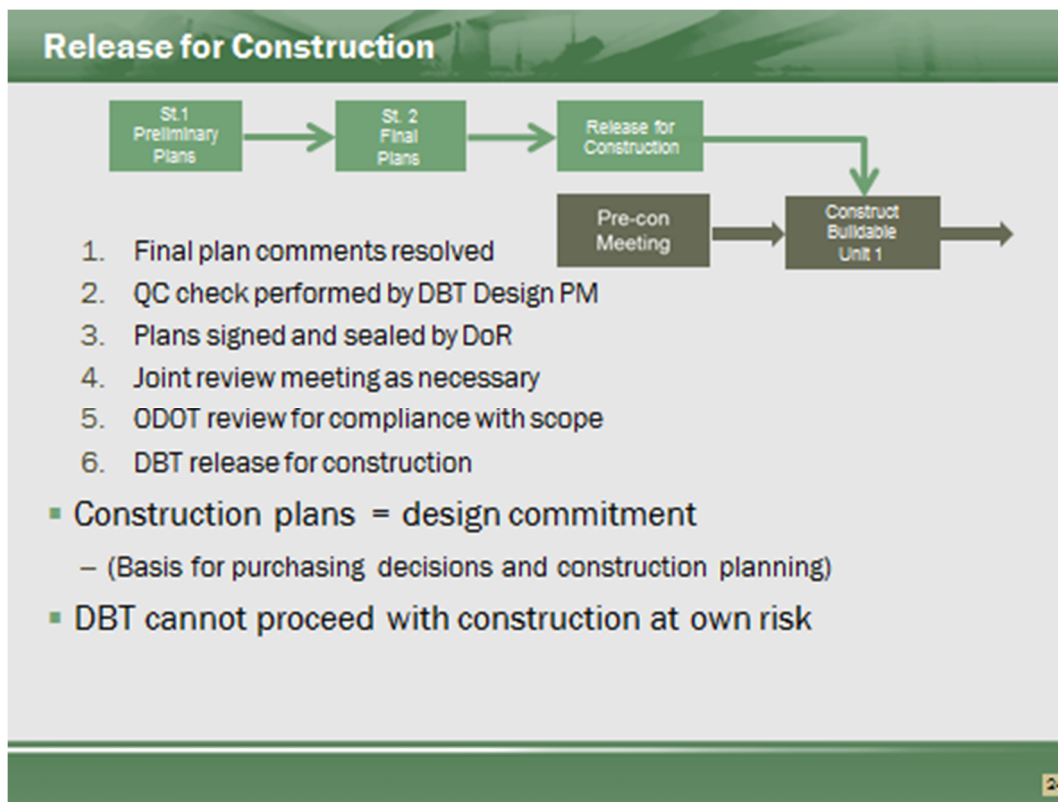 Release for Construction
St.1
Preliminary
Plans
St. 2
Final
Plans
Release for
Construction
Pre-con
Meeting
Construct
Buildable
Unit 1
1. Final plan comments resolved
2. QC check performed by DBT Design PM
3. Plans signed and sealed by DoR
4. Joint review meeting as necessary
5. ODOT review for compliance with scope
6. DBT release for construction
▪ Construction plans = design commitment
– (Basis for purchasing decisions and construction planning)
▪ DBT cannot proceed with construction at own risk